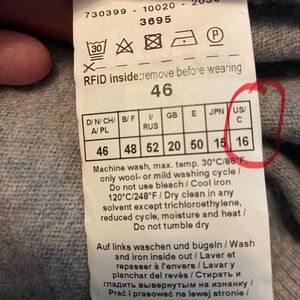 730399 - 10020 - 2050
3695
30 P
RFID inside:remove before wearing
46
D/N/CH/A/PL B/F I/RUS GB E JPN US/C
46 48 52 20 50 15 16
Machine wash, max. temp. 30°C/86°F,
only wool- or mild washing cycle /
Do not use bleach / Cool iron
120°C/248°F / Dry clean in any
solvent except trichloroethylene,
reduced cycle, moisture and heat /
Do not tumble dry
Auf links waschen und bügeln / Wash
and iron inside out / Laver et
repasser à l'envers / Lavar y
planchar del revés / Стирать и
гладить вывернутым на изнанку /
Prać i prasować na lewej stronie /